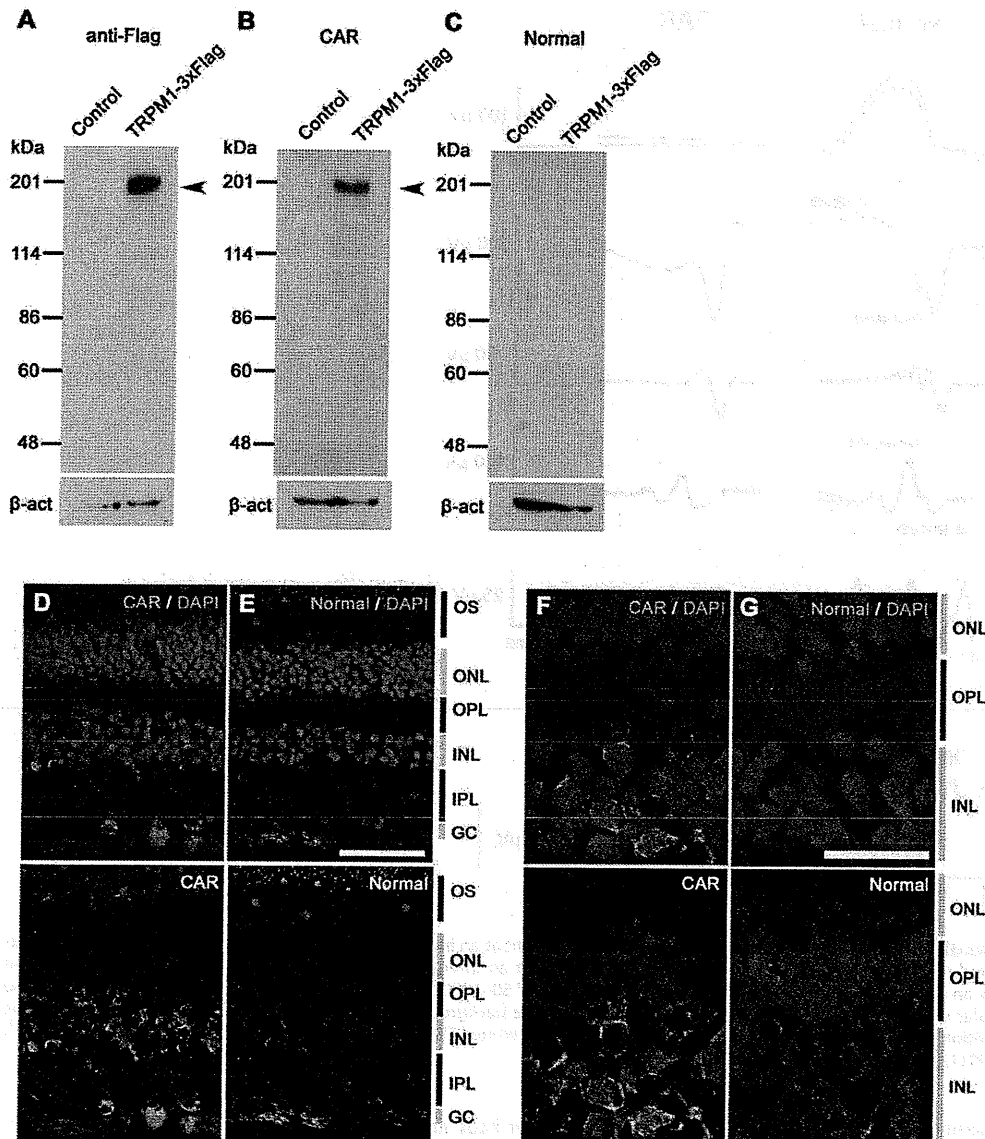 A
anti-Flag
Control
TRPM1-3xFlag
kDa
201
114
86
60
48
β-act
B
CAR
Control
TRPM1-3xFlag
kDa
201
114
86
60
48
β-act
C
Normal
Control
TRPM1-3xFlag
kDa
201
114
86
60
48
β-act
D
CAR / DAPI
E
Normal / DAPI
OS
ONL
OPL
INL
IPL
GC
CAR
Normal
OS
ONL
OPL
INL
IPL
GC
F
CAR / DAPI
G
Normal / DAPI
ONL
OPL
INL
CAR
Normal
ONL
OPL
INL